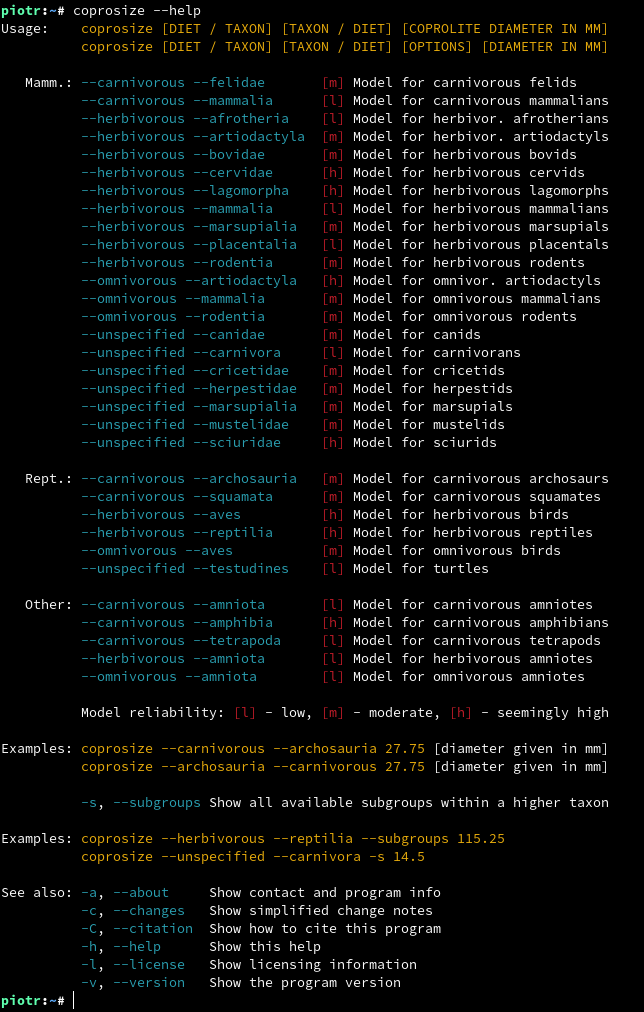 piotr:~# coprosize --help
Usage: coprosize [DIET / TAXON] [TAXON / DIET] [COPROLITE DIAMETER IN MM]
coprosize [DIET / TAXON] [TAXON / DIET] [OPTIONS] [DIAMETER IN MM]
Mamm.: --carnivorous --felidae [m] Model for carnivorous felids
--carnivorous --mammalia [l] Model for carnivorous mammalians
--herbivorous --afrotheria [l] Model for herbivor. afrotherians
--herbivorous --artiodactyla [m] Model for herbivor. artiodactyls
--herbivorous --bovidae [m] Model for herbivorous bovids
--herbivorous --cervidae [h] Model for herbivorous cervids
--herbivorous --lagomorpha [h] Model for herbivorous lagomorphs
--herbivorous --mammalia [l] Model for herbivorous mammalians
--herbivorous --marsupialia [m] Model for herbivorous marsupials
--herbivorous --placentalia [l] Model for herbivorous placentals
--herbivorous --rodentia [m] Model for herbivorous rodents
--omnivorous --artiodactyla [h] Model for omnivor. artiodactyls
--omnivorous --mammalia [m] Model for omnivorous mammalians
--omnivorous --rodentia [m] Model for omnivorous rodents
--unspecified --canidae [m] Model for canids
--unspecified --carnivora [l] Model for carnivorans
--unspecified --cricetidae [m] Model for cricetids
--unspecified --herpestidae [m] Model for herpestids
--unspecified --marsupialia [m] Model for marsupials
--unspecified --mustelidae [m] Model for mustelids
--unspecified --sciuridae [h] Model for sciurids
Rept.: --carnivorous --archosauria [m] Model for carnivorous archosaurs
--carnivorous --squamata [m] Model for carnivorous squamates
--herbivorous --aves [h] Model for herbivorous birds
--herbivorous --reptilia [h] Model for herbivorous reptiles
--omnivorous --aves [m] Model for omnivorous birds
--unspecified --testudines [l] Model for turtles
Other: --carnivorous --amniota [l] Model for carnivorous amniotes
--carnivorous --amphibia [h] Model for carnivorous amphibians
--carnivorous --tetrapoda [l] Model for carnivorous tetrapods
--herbivorous --amniota [l] Model for herbivorous amniotes
--omnivorous --amniota [l] Model for omnivorous amniotes
Model reliability: [l] - low, [m] - moderate, [h] - seemingly high
Examples: coprosize --carnivorous --archosauria 27.75 [diameter given in mm]
coprosize --archosauria --carnivorous 27.75 [diameter given in mm]
-s, --subgroups Show all available subgroups within a higher taxon
Examples: coprosize --herbivorous --reptilia --subgroups 115.25
coprosize --unspecified --carnivora -s 14.5
See also: -a, --about Show contact and program info
-c, --changes Show simplified change notes
-C, --citation Show how to cite this program
-h, --help Show this help
-l, --license Show licensing information
-v, --version Show the program version
piotr:~#